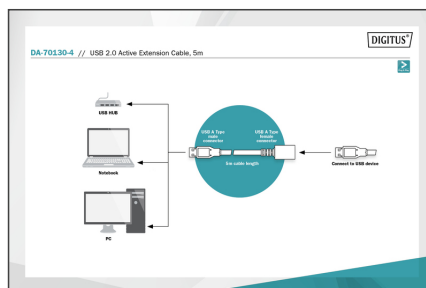 DIGITUS®
DA-70130-4 // USB 2.0 Active Extension Cable, 5m
USB HUB
USB A Type
male
connector
USB A Type
female
connector
5m cable length
Notebook
Connect to USB device
PC